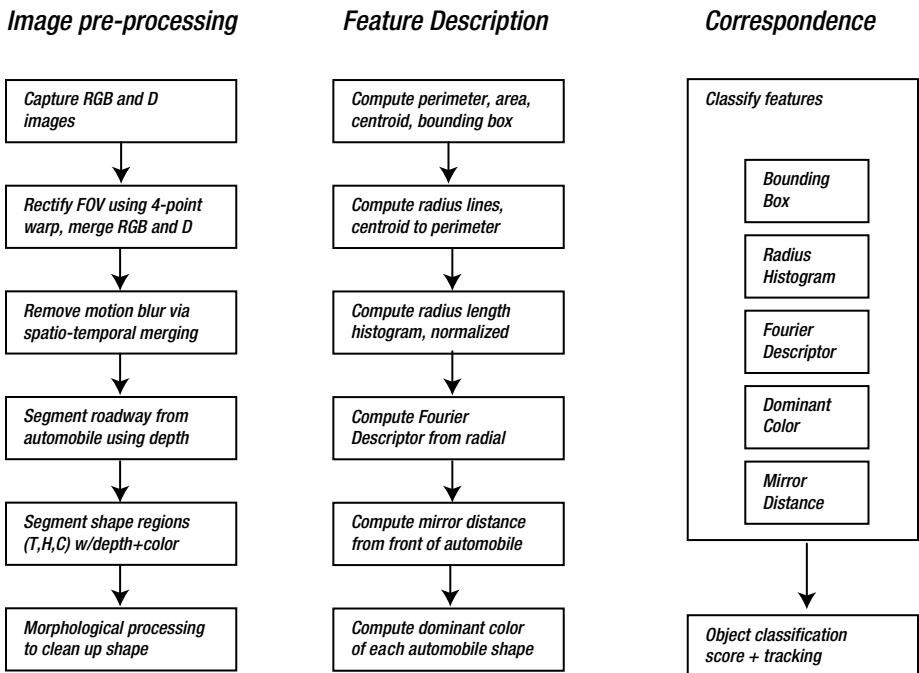 Image pre-processing
Capture RGB and D
images
Rectify FOV using 4-point
warp, merge RGB and D
Remove motion blur via
spatio-temporal merging
Segment roadway from
automobile using depth
Segment shape regions
(T,H,C) w/depth+color
Morphological processing
to clean up shape
Feature Description
Compute perimeter, area,
centroid, bounding box
Compute radius lines,
centroid to perimeter
Compute radius length
histogram, normalized
Compute Fourier
Descriptor from radial
Compute mirror distance
from front of automobile
Compute dominant color
of each automobile shape
Correspondence
Classify features
Bounding
Box
Radius
Histogram
Fourier
Descriptor
Dominant
Color
Mirror
Distance
Object classification
score + tracking